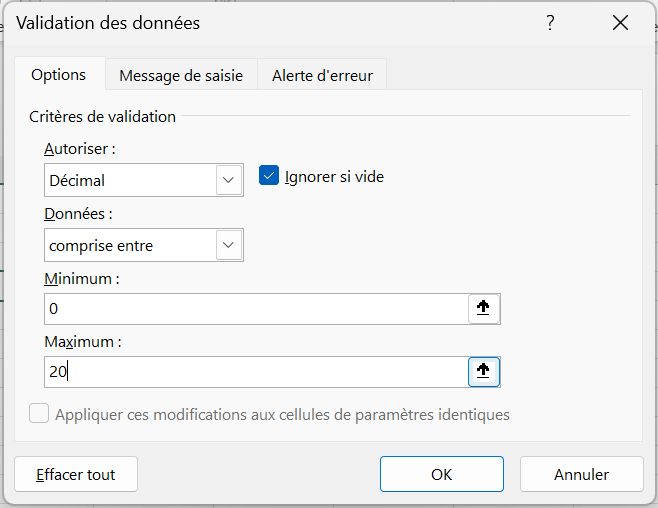 Validation des données
?
Options
Message de saisie
Alerte d'erreur
Critères de validation
Autoriser :
Décimal
Ignorer si vide
Données :
comprise entre
Minimum :
0
Maximum :
20
Appliquer ces modifications aux cellules de paramètres identiques
Effacer tout
OK
Annuler